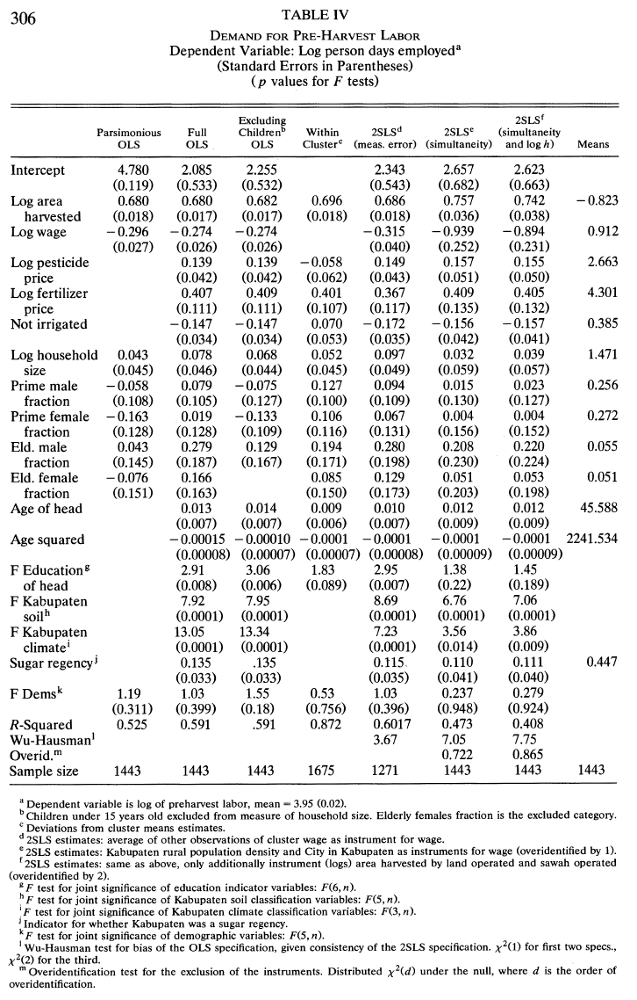 306
TABLE IV
DEMAND FOR PRE-HARVEST LABOR
Dependent Variable: Log person days employed^a
(Standard Errors in Parentheses)
(p values for F tests)
Excluding 2SLS^f
Parsimonious Full Children^b Within 2SLS^d 2SLS^e (simultaneity
OLS OLS OLS Cluster^c (meas. error) (simultaneity) and log h) Means
Intercept 4.780 2.085 2.255 2.343 2.657 2.623
(0.119) (0.533) (0.532) (0.543) (0.682) (0.663)
Log area 0.680 0.680 0.682 0.696 0.686 0.757 0.742 −0.823
harvested (0.018) (0.017) (0.017) (0.018) (0.018) (0.036) (0.038)
Log wage −0.296 −0.274 −0.274 −0.315 −0.939 −0.894 0.912
(0.027) (0.026) (0.026) (0.040) (0.252) (0.231)
Log pesticide 0.139 0.139 −0.058 0.149 0.157 0.155 2.663
price (0.042) (0.042) (0.062) (0.043) (0.051) (0.050)
Log fertilizer 0.407 0.409 0.401 0.367 0.409 0.405 4.301
price (0.111) (0.111) (0.107) (0.117) (0.135) (0.132)
Not irrigated −0.147 −0.147 0.070 −0.172 −0.156 −0.157 0.385
(0.034) (0.034) (0.053) (0.035) (0.042) (0.041)
Log household 0.043 0.078 0.068 0.052 0.097 0.032 0.039 1.471
size (0.045) (0.046) (0.044) (0.045) (0.049) (0.059) (0.057)
Prime male −0.058 0.079 −0.075 0.127 0.094 0.015 0.023 0.256
fraction (0.108) (0.105) (0.127) (0.100) (0.109) (0.130) (0.127)
Prime female −0.163 0.019 −0.133 0.106 0.067 0.004 0.004 0.272
fraction (0.128) (0.128) (0.109) (0.116) (0.131) (0.156) (0.152)
Eld. male 0.043 0.279 0.129 0.194 0.280 0.208 0.220 0.055
fraction (0.145) (0.187) (0.167) (0.171) (0.198) (0.230) (0.224)
Eld. female −0.076 0.166 0.085 0.129 0.051 0.053 0.051
fraction (0.151) (0.163) (0.150) (0.173) (0.203) (0.198)
Age of head 0.013 0.014 0.009 0.010 0.012 0.012 45.588
(0.007) (0.007) (0.006) (0.007) (0.009) (0.009)
Age squared −0.00015 −0.00010 −0.0001 −0.0001 −0.0001 −0.0001 2241.534
(0.00008) (0.00007) (0.00007) (0.00008) (0.00009) (0.00009)
F Education^g 2.91 3.06 1.83 2.95 1.38 1.45
of head (0.008) (0.006) (0.089) (0.007) (0.22) (0.189)
F Kabupaten 7.92 7.95 8.69 6.76 7.06
soil^h (0.0001) (0.0001) (0.0001) (0.0001) (0.0001)
F Kabupaten 13.05 13.34 7.23 3.56 3.86
climate^i (0.0001) (0.0001) (0.0001) (0.014) (0.009)
Sugar regency^j 0.135 .135 0.115 0.110 0.111 0.447
(0.033) (0.033) (0.035) (0.041) (0.040)
F Dems^k 1.19 1.03 1.55 0.53 1.03 0.237 0.279
(0.311) (0.399) (0.18) (0.756) (0.396) (0.948) (0.924)
R-Squared 0.525 0.591 .591 0.872 0.6017 0.473 0.408
Wu-Hausman^l 3.67 7.05 7.75
Overid.^m 0.722 0.865
Sample size 1443 1443 1443 1675 1271 1443 1443 1443
^a Dependent variable is log of preharvest labor, mean = 3.95 (0.02).
^b Children under 15 years old excluded from measure of household size. Elderly females fraction is the excluded category.
^c Deviations from cluster means estimates.
^d 2SLS estimates: average of other observations of cluster wage as instrument for wage.
^e 2SLS estimates: Kabupaten rural population density and City in Kabupaten as instruments for wage (overidentified by 1).
^f 2SLS estimates: same as above, only additionally instrument (logs) area harvested by land operated and sawah operated
(overidentified by 2).
^g F test for joint significance of education indicator variables: F(6, n).
^h F test for joint significance of Kabupaten soil classification variables: F(5, n).
^i F test for joint significance of Kabupaten climate classification variables: F(3, n).
^j Indicator for whether Kabupaten was a sugar regency.
^k F test for joint significance of demographic variables: F(5, n).
^l Wu-Hausman test for bias of the OLS specification, given consistency of the 2SLS specification. χ²(1) for first two specs.,
χ²(2) for the third.
^m Overidentification test for the exclusion of the instruments. Distributed χ²(d) under the null, where d is the order of
overidentification.